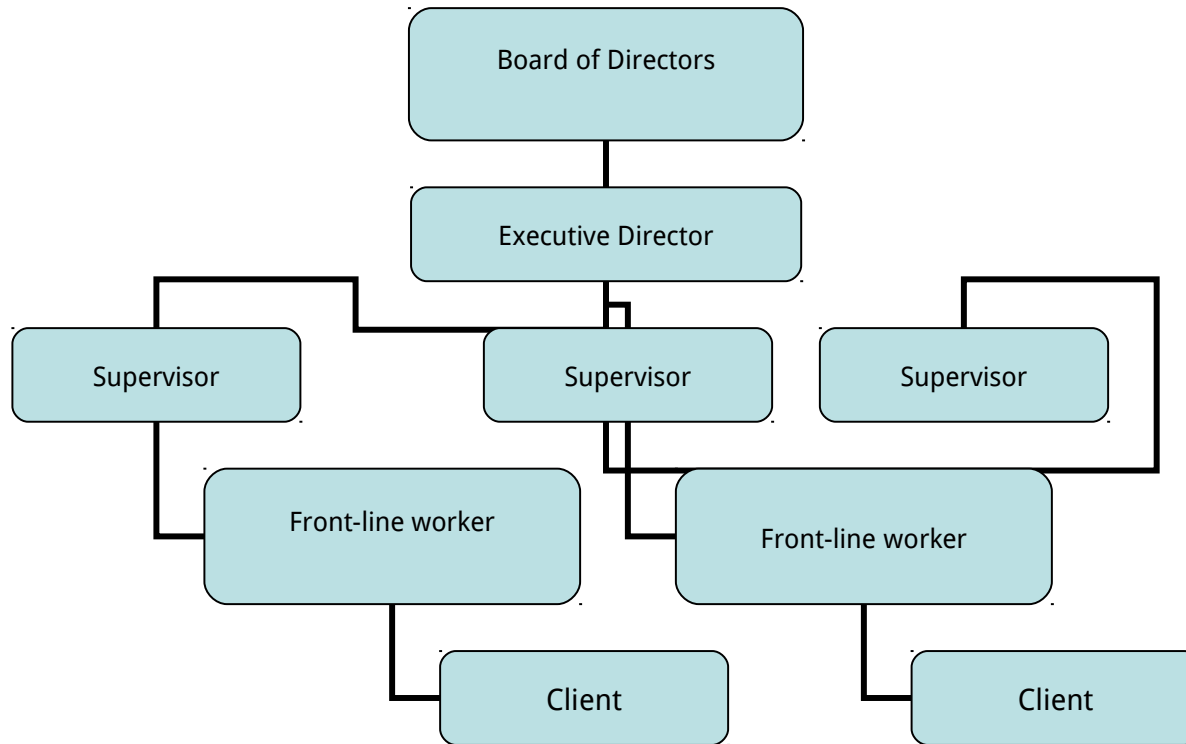 Board of Directors
Executive Director
Supervisor
Supervisor
Supervisor
Front-line worker
Front-line worker
Client
Client